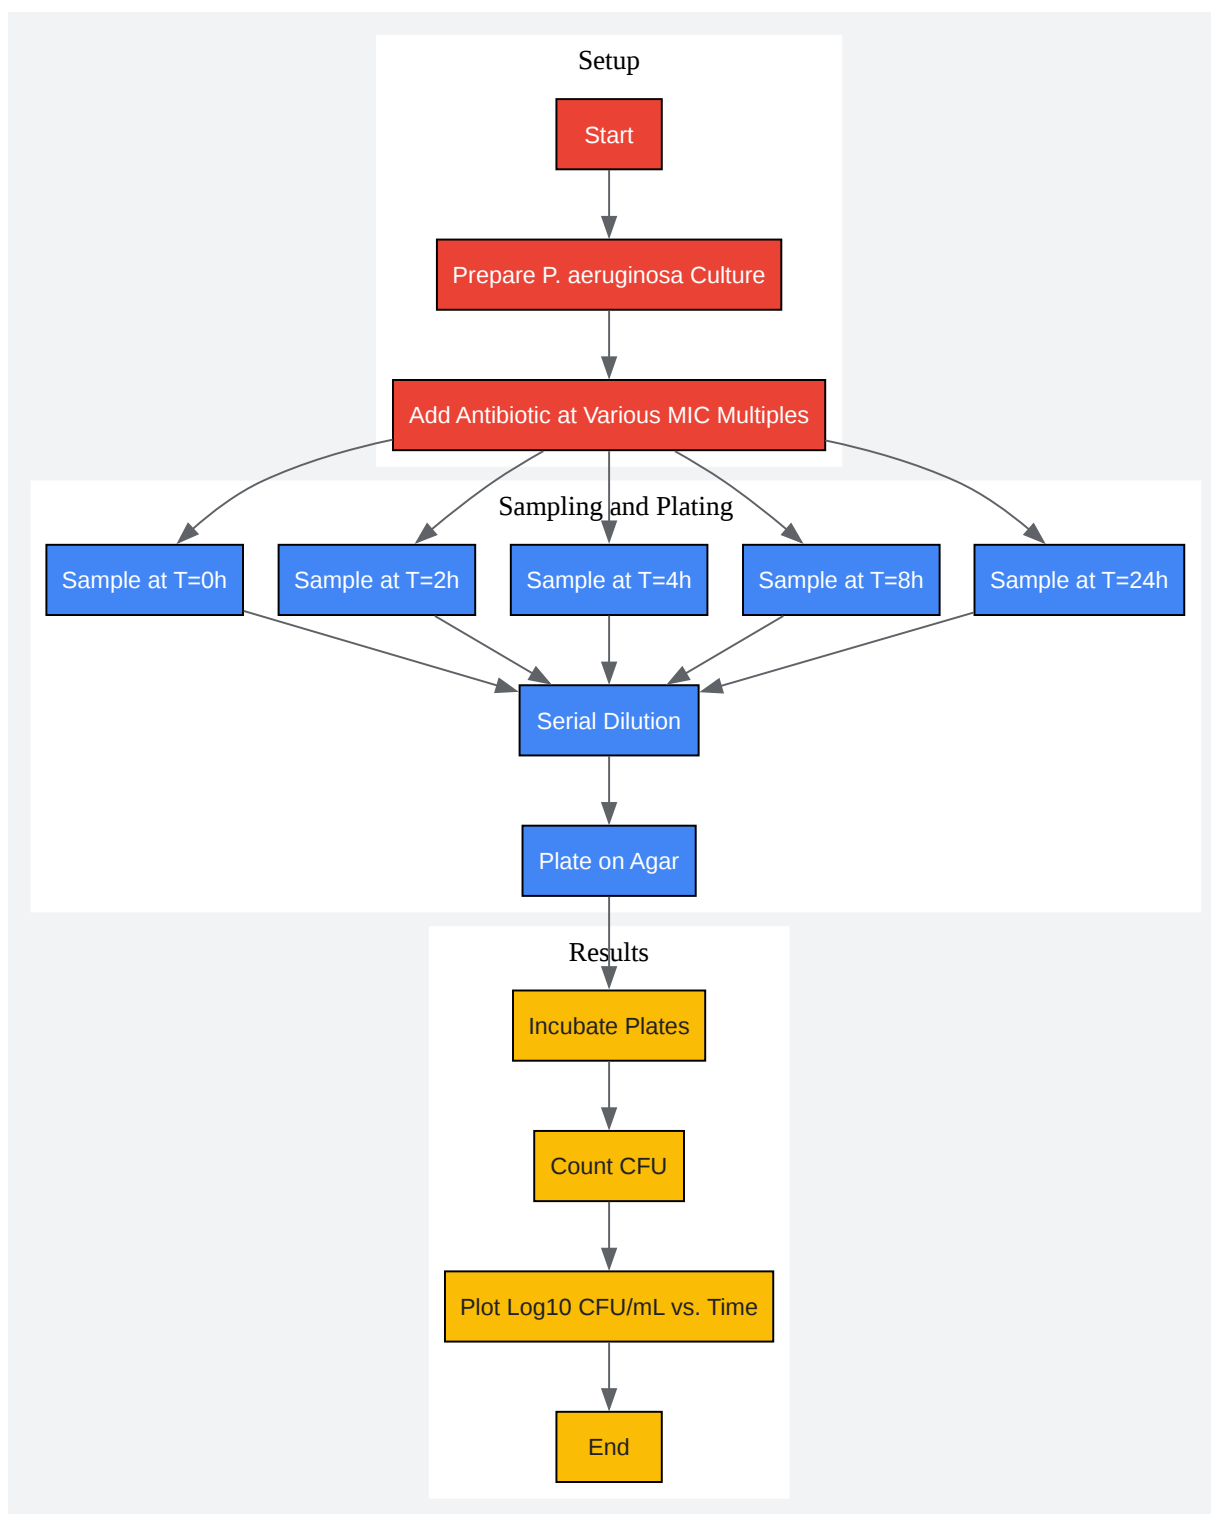 Setup
Start
Prepare P. aeruginosa Culture
Add Antibiotic at Various MIC Multiples
Sampling and Plating
Sample at T=0h
Sample at T=2h
Sample at T=4h
Sample at T=8h
Sample at T=24h
Serial Dilution
Plate on Agar
Results
Incubate Plates
Count CFU
Plot Log10 CFU/mL vs. Time
End